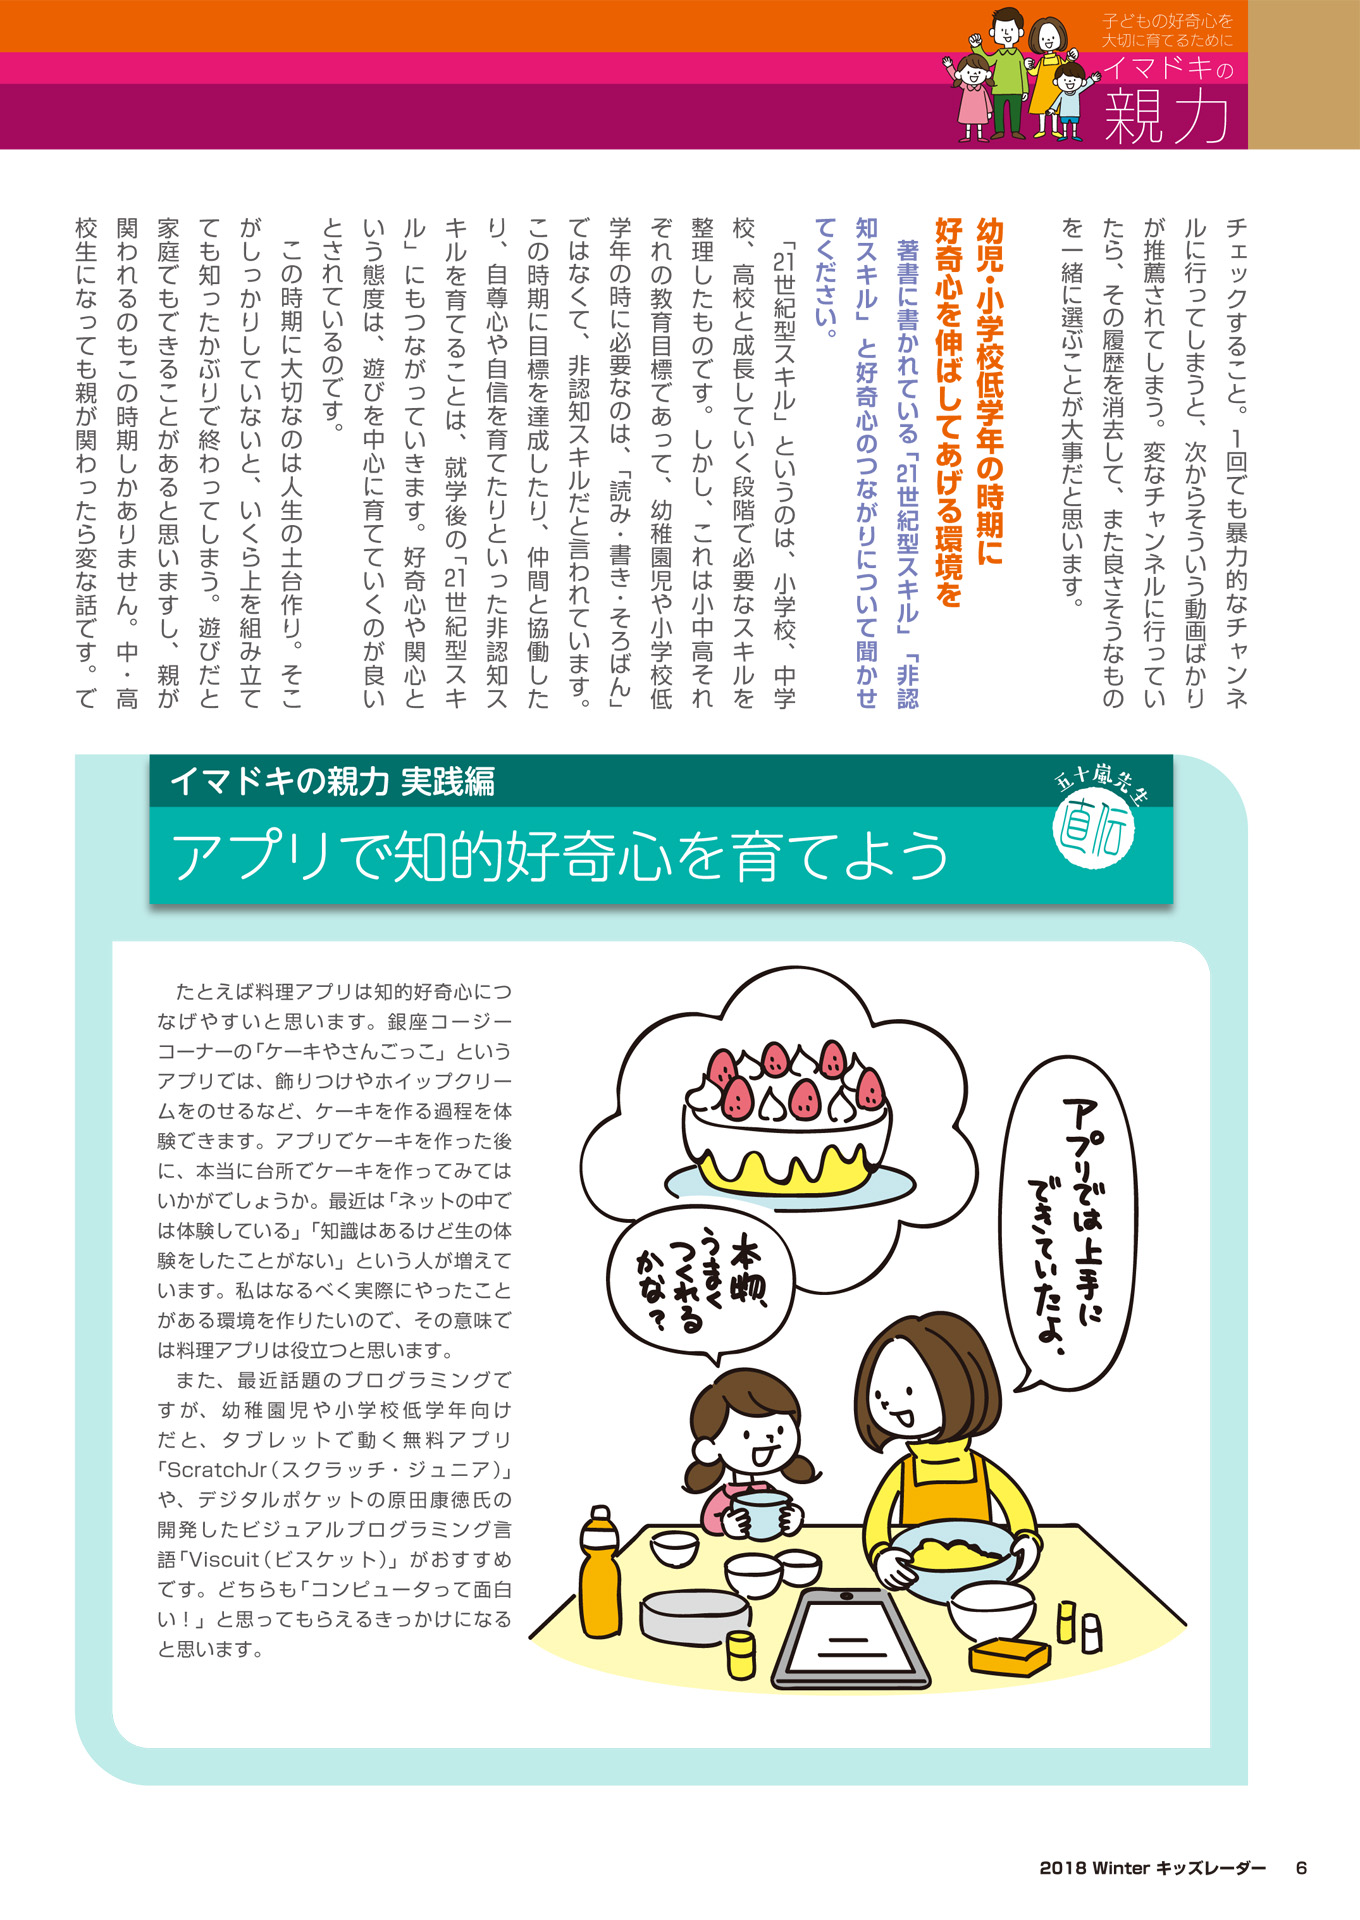 子どもの好奇心を
大切に育てるために
イマドキの
親力
チェックすること。1回でも暴力的なチャンネ
ルに行ってしまうと、次からそういう動画ばかり
が推薦されてしまう。変なチャンネルに行ってい
たら、その履歴を消去して、また良さそうなもの
を一緒に選ぶことが大事だと思います。
幼児・小学校低学年の時期に
好奇心を伸ばしてあげる環境を
著書に書かれている「21世紀型スキル」「非認
知スキル」と好奇心のつながりについて聞かせ
てください。
「21世紀型スキル」というのは、小学校、中学
校、高校と成長していく段階で必要なスキルを
整理したものです。しかし、これは小中高それ
ぞれの教育目標であって、幼稚園児や小学校低
学年の時に必要なのは、「読み・書き・そろばん」
ではなくて、非認知スキルだと言われています。
この時期に目標を達成したり、仲間と協働した
り、自尊心や自信を育てたりといった非認知ス
キルを育てることは、就学後の「21世紀型スキ
ル」にもつながっていきます。好奇心や関心と
いう態度は、遊びを中心に育てていくのが良い
とされているのです。
この時期に大切なのは人生の土台作り。そこ
がしっかりしていないと、いくら上を組み立て
ても知ったかぶりで終わってしまう。遊びだと
家庭でもできることがあると思いますし、親が
関われるのもこの時期しかありません。中・高
校生になっても親が関わったら変な話です。で
イマドキの親力 実践編
アプリで知的好奇心を育てよう
五十嵐先生
直伝
たとえば料理アプリは知的好奇心につ
なげやすいと思います。銀座コージー
コーナーの「ケーキやさんごっこ」という
アプリでは、飾りつけやホイップクリー
ムをのせるなど、ケーキを作る過程を体
験できます。アプリでケーキを作った後
に、本当に台所でケーキを作ってみては
いかがでしょうか。最近は「ネットの中で
は体験している」「知識はあるけど生の体
験をしたことがない」という人が増えて
います。私はなるべく実際にやったこと
がある環境を作りたいので、その意味で
は料理アプリは役立つと思います。
また、最近話題のプログラミングで
すが、幼稚園児や小学校低学年向け
だと、タブレットで動く無料アプリ
「ScratchJr（スクラッチ・ジュニア）」
や、デジタルポケットの原田康徳氏の
開発したビジュアルプログラミング言
語「Viscuit（ビスケット）」がおすすめ
です。どちらも「コンピュータって面白
い！」と思ってもらえるきっかけになる
と思います。
アプリでは上手に
できていたよ。
本物、
うまく
つくれる
かな？
2018 Winter キッズレーダー 6